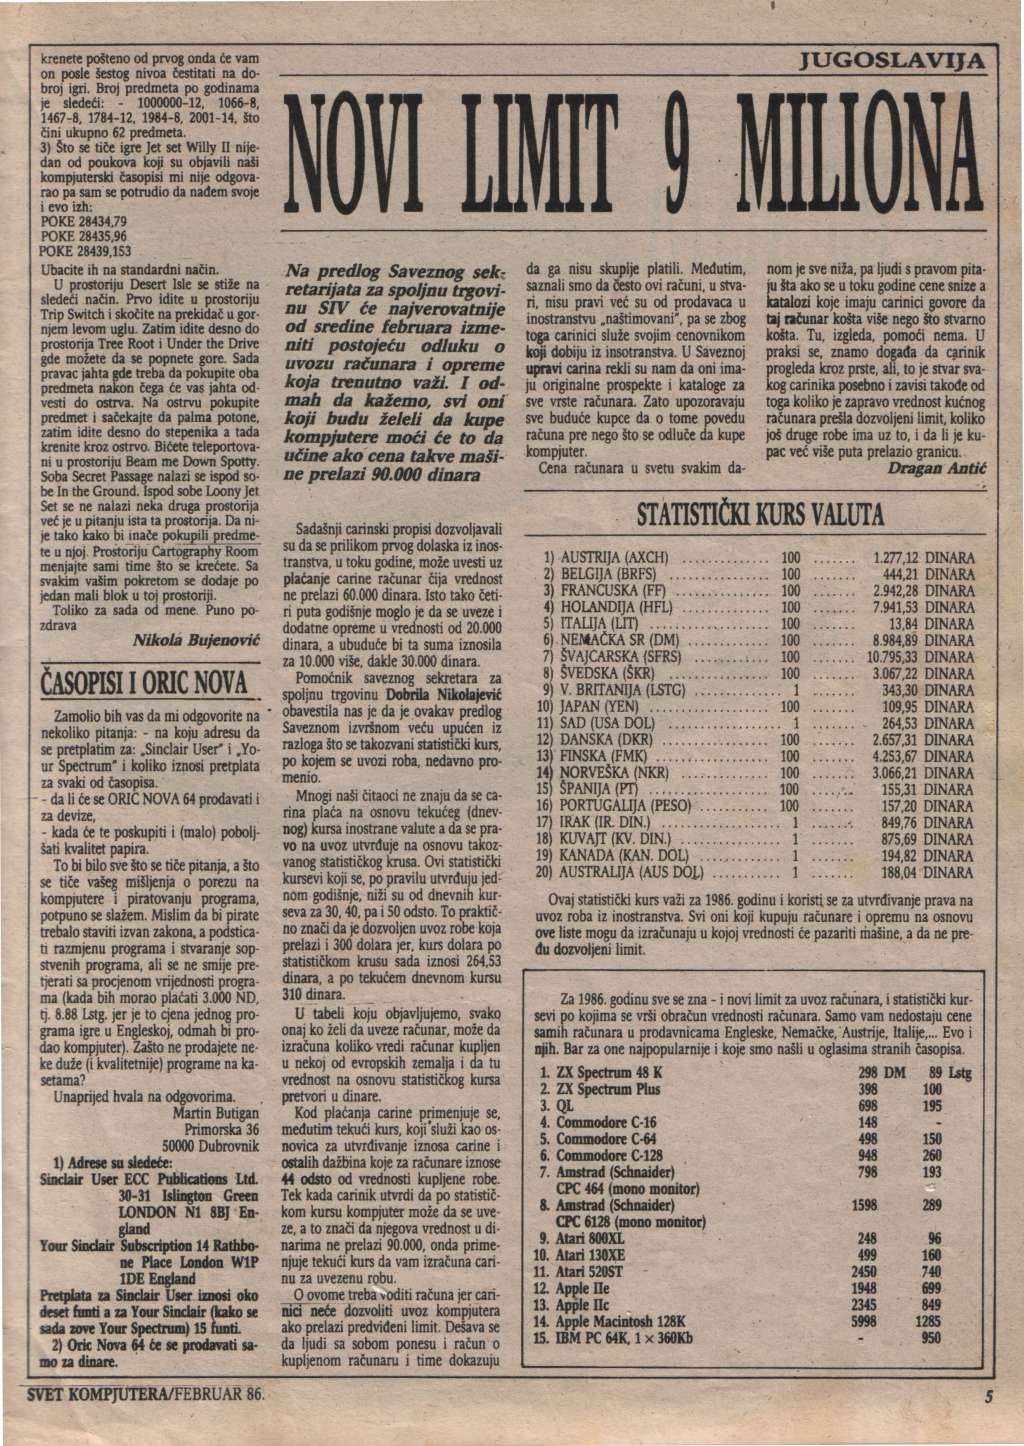 krenete pošteno od prvog onda će vam
on posle šestog nivoa čestitati na do-
broj igri. Broj predmeta po godinama
je sledeći: - 1000000-12, 1066-8,
1467-8, 1784-12, 1984-8, 2001-14, što
čini ukupno 62 predmeta.
3) Što se tiče igre Jet set Willy II nije-
dan od poukova koji su objavili naši
kompjuterski časopisi mi nije odgova-
rao pa sam se potrudio da nađem svoje
i evo izh:
POKE 28434,79
POKE 28435,96
POKE 28439,153
Ubacite ih na standardni način.
U prostoriju Desert Isle se stiže na
sledeći način. Prvo idite u prostoriju
Trip Switch i skočite na prekidač u gor-
njem levom uglu. Zatim idite desno do
prostorija Tree Root i Under the Drive
gde možete da se popnete gore. Sada
pravac jahta gde treba da pokupite oba
predmeta nakon čega će vas jahta od-
vesti do ostrva. Na ostrvu pokupite
predmet i sačekajte da palma potone,
zatim idite desno do stepenika a tada
krenite kroz ostrvo. Bićete teleportova-
ni u prostoriju Beam me Down Spotty.
Soba Secret Passage nalazi se ispod so-
be In the Ground. Ispod sobe Loony Jet
Set se ne nalazi neka druga prostorija
već je u pitanju ista ta prostorija. Da ni-
je tako kako bi inače pokupili predme-
te u njoj. Prostoriju Cartography Room
menjajte sami time što se krećete. Sa
svakim vašim pokretom se dodaje po
jedan mali blok u toj prostoriji.
Toliko za sada od mene. Puno po-
zdrava
Nikola Bujenović
ČASOPISI I ORIC NOVA
Zamolio bih vas da mi odgovorite na
nekoliko pitanja: - na koju adresu da
se pretplatim za: „Sinclair User" i „Yo-
ur Spectrum" i koliko iznosi pretplata
za svaki od časopisa.
- da li će se ORIC NOVA 64 prodavati i
za devize,
- kada će te poskupiti i (malo) pobolj-
šati kvalitet papira.
To bi bilo sve što se tiče pitanja, a što
se tiče vašeg mišljenja o porezu na
kompjutere i piratovanju programa,
potpuno se slažem. Mislim da bi pirate
trebalo staviti izvan zakona, a podstica-
ti razmjenu programa i stvaranje sop-
stvenih programa, ali se ne smije pre-
tjerati sa procjenom vrijednosti progra-
ma (kada bih morao plaćati 3.000 ND,
tj. 8.88 Lstg. jer je to cjena jednog pro-
grama igre u Engleskoj, odmah bi pro-
dao kompjuter). Zašto ne prodajete ne-
ke duže (i kvalitetnije) programe na ka-
setama?
Unaprijed hvala na odgovorima.
Martin Butigan
Primorska 36
50000 Dubrovnik
1) Adrese su sledeće:
Sinclair User ECC Publications Ltd.
30-31 Islington Green
LONDON N1 8BJ En-
gland
Your Sinclair Subscription 14 Rathbo-
ne Place London W1P
1DE England
Pretplata za Sinclair User iznosi oko
deset funti a za Your Sinclair (kako se
sada zove Your Spectrum) 15 funti.
2) Oric Nova 64 će se prodavati sa-
mo za dinare.
JUGOSLAVIJA
NOVI LIMIT 9 MILIONA
Na predlog Saveznog sek-
retarijata za spoljnu trgovi-
nu SIV će najverovatnije
od sredine februara izme-
niti postojeću odluku o
uvozu računara i opreme
koja trenutno važi. I od-
mah da kažemo, svi oni
koji budu želeli da kupe
kompjutere moći će to da
učine ako cena takve maši-
ne prelazi 90.000 dinara
Sadašnji carinski propisi dozvoljavali
su da se prilikom prvog dolaska iz inos-
transtva, u toku godine, može uvesti uz
plaćanje carine računar čija vrednost
ne prelazi 60.000 dinara. Isto tako četi-
ri puta godišnje moglo je da se uveze i
dodatne opreme u vrednosti od 20.000
dinara, a ubuduće bi ta suma iznosila
za 10.000 više, dakle 30.000 dinara.
Pomoćnik saveznog sekretara za
spoljnu trgovinu Dobrila Nikolajević
obavestila nas je da je ovakav predlog
Saveznom izvršnom veću upućen iz
razloga što se takozvani statistički kurs,
po kojem se uvozi roba, nedavno pro-
menio.
Mnogi naši čitaoci ne znaju da se ca-
rina plaća na osnovu tekućeg (dnev-
nog) kursa inostrane valute a da se pra-
vo na uvoz utvrđuje na osnovu takoz-
vanog statističkog krusa. Ovi statistički
kursevi koji se, po pravilu utvrđuju jed-
nom godišnje, niži su od dnevnih kur-
seva za 30, 40, pa i 50 odsto. To praktič-
no znači da je dozvoljen uvoz robe koja
prelazi i 300 dolara jer, kurs dolara po
statističkom krusu sada iznosi 264,53
dinara, a po tekućem dnevnom kursu
310 dinara.
U tabeli koju objavljujemo, svako
onaj ko želi da uveze računar, može da
izračuna koliko vredi računar kupljen
u nekoj od evropskih zemalja i da tu
vrednost na osnovu statističkog kursa
pretvori u dinare.
Kod plaćanja carine primenjuje se,
međutim tekući kurs, koji služi kao os-
novica za utvrđivanje iznosa carine i
ostalih dažbina koje za računare iznose
44 odsto od vrednosti kupljene robe.
Tek kada carinik utvrdi da po statistič-
kom kursu kompjuter može da se uve-
ze, a to znači da njegova vrednost u di-
narima ne prelazi 90.000, onda prime-
njuje tekući kurs da vam izračuna cari-
nu za uvezenu robu.
O ovome treba voditi računa jer cari-
nici neće dozvoliti uvoz kompjutera
ako prelazi predviđeni limit. Dešava se
da ljudi sa sobom ponesu i račun o
kupljenom računaru i time dokazuju
da ga nisu skuplje platili. Međutim,
saznali smo da često ovi računi, u stva-
ri, nisu pravi već su od prodavaca u
inostranstvu „naštimovani", pa se zbog
toga carinici služe svojim cenovnikom
koji dobiju iz insotranstva. U Saveznoj
upravi carina rekli su nam da oni ima-
ju originalne prospekte i kataloge za
sve vrste računara. Zato upozoravaju
sve buduće kupce da o tome povedu
računa pre nego što se odluče da kupe
kompjuter.
Cena računara u svetu svakim da-
nom je sve niža, pa ljudi s pravom pita-
ju šta ako se u toku godine cene snize a
katalozi koje imaju carinici govore da
taj računar košta više nego što stvarno
košta. Tu, izgleda, pomoći nema. U
praksi se, znamo događa da carinik
progleda kroz prste, ali, to je stvar sva-
kog carinika posebno i zavisi takođe od
toga koliko je zapravo vrednost kućnog
računara prešla dozvoljeni limit, koliko
još druge robe ima uz to, i da li je ku-
pac već više puta prelazio granicu.
Dragan Antić
STATISTIČKI KURS VALUTA
1) AUSTRIJA (AXCH) .............. 100 ....... 1.277,12 DINARA
2) BELGIJA (BRFS) ................ 100 ....... 444,21 DINARA
3) FRANCUSKA (FF) ................ 100 ....... 2.942,28 DINARA
4) HOLANDIJA (HFL) .............. 100 ....... 7.941,53 DINARA
5) ITALIJA (LIT) .................. 100 ....... 13,84 DINARA
6) NEMAČKA SR (DM) .............. 100 ....... 8.984,89 DINARA
7) ŠVAJCARSKA (SFRS) ............ 100 ....... 10.795,33 DINARA
8) ŠVEDSKA (ŠKR) ................ 100 ....... 3.067,22 DINARA
9) V. BRITANIJA (LSTG) ............ 1 ....... 343,30 DINARA
10) JAPAN (YEN) .................. 100 ....... 109,95 DINARA
11) SAD (USA DOL) ................ 1 ....... 264,53 DINARA
12) DANSKA (DKR) ................ 100 ....... 2.657,31 DINARA
13) FINSKA (FMK) ................ 100 ....... 4.253,67 DINARA
14) NORVEŠKA (NKR) .............. 100 ....... 3.066,21 DINARA
15) ŠPANIJA (PT) .................. 100 ....... 155,31 DINARA
16) PORTUGALIJA (PESO) .......... 100 ....... 157,20 DINARA
17) IRAK (IR. DIN.) ................ 1 ....... 849,76 DINARA
18) KUVAJT (KV. DIN.) .............. 1 ....... 875,69 DINARA
19) KANADA (KAN. DOL) ............ 1 ....... 194,82 DINARA
20) AUSTRALIJA (AUS DOL) .......... 1 ....... 188,04 DINARA
Ovaj statistički kurs važi za 1986. godinu i koristi se za utvrđivanje prava na
uvoz roba iz inostranstva. Svi oni koji kupuju računare i opremu na osnovu
ove liste mogu da izračunaju u kojoj vrednosti će pazariti mašine, a da ne pre-
đu dozvoljeni limit.
Za 1986. godinu sve se zna - i novi limit za uvoz računara, i statistički kur-
sevi po kojima se vrši obračun vrednosti računara. Samo vam nedostaju cene
samih računara u prodavnicama Engleske, Nemačke, Austrije, Italije,... Evo i
njih. Bar za one najpopularnije i koje smo našli u oglasima stranih časopisa.
1. ZX Spectrum 48 K 298 DM 89 Lstg
2. ZX Spectrum Plus 398 100
3. QL 698 195
4. Commodore C-16 148 -
5. Commodore C-64 498 150
6. Commodore C-128 948 260
7. Amstrad (Schnaider) 798 193
CPC 464 (mono monitor)
8. Amstrad (Schnaider) 1598 289
CPC 6128 (mono monitor)
9. Atari 800XL 248 96
10. Atari 130XE 499 160
11. Atari 520ST 2450 740
12. Apple IIe 1948 699
13. Apple IIc 2345 849
14. Apple Macintosh 128K 5998 1285
15. IBM PC 64K, 1 x 360Kb - 950
SVET KOMPJUTERA/FEBRUAR 86.
5